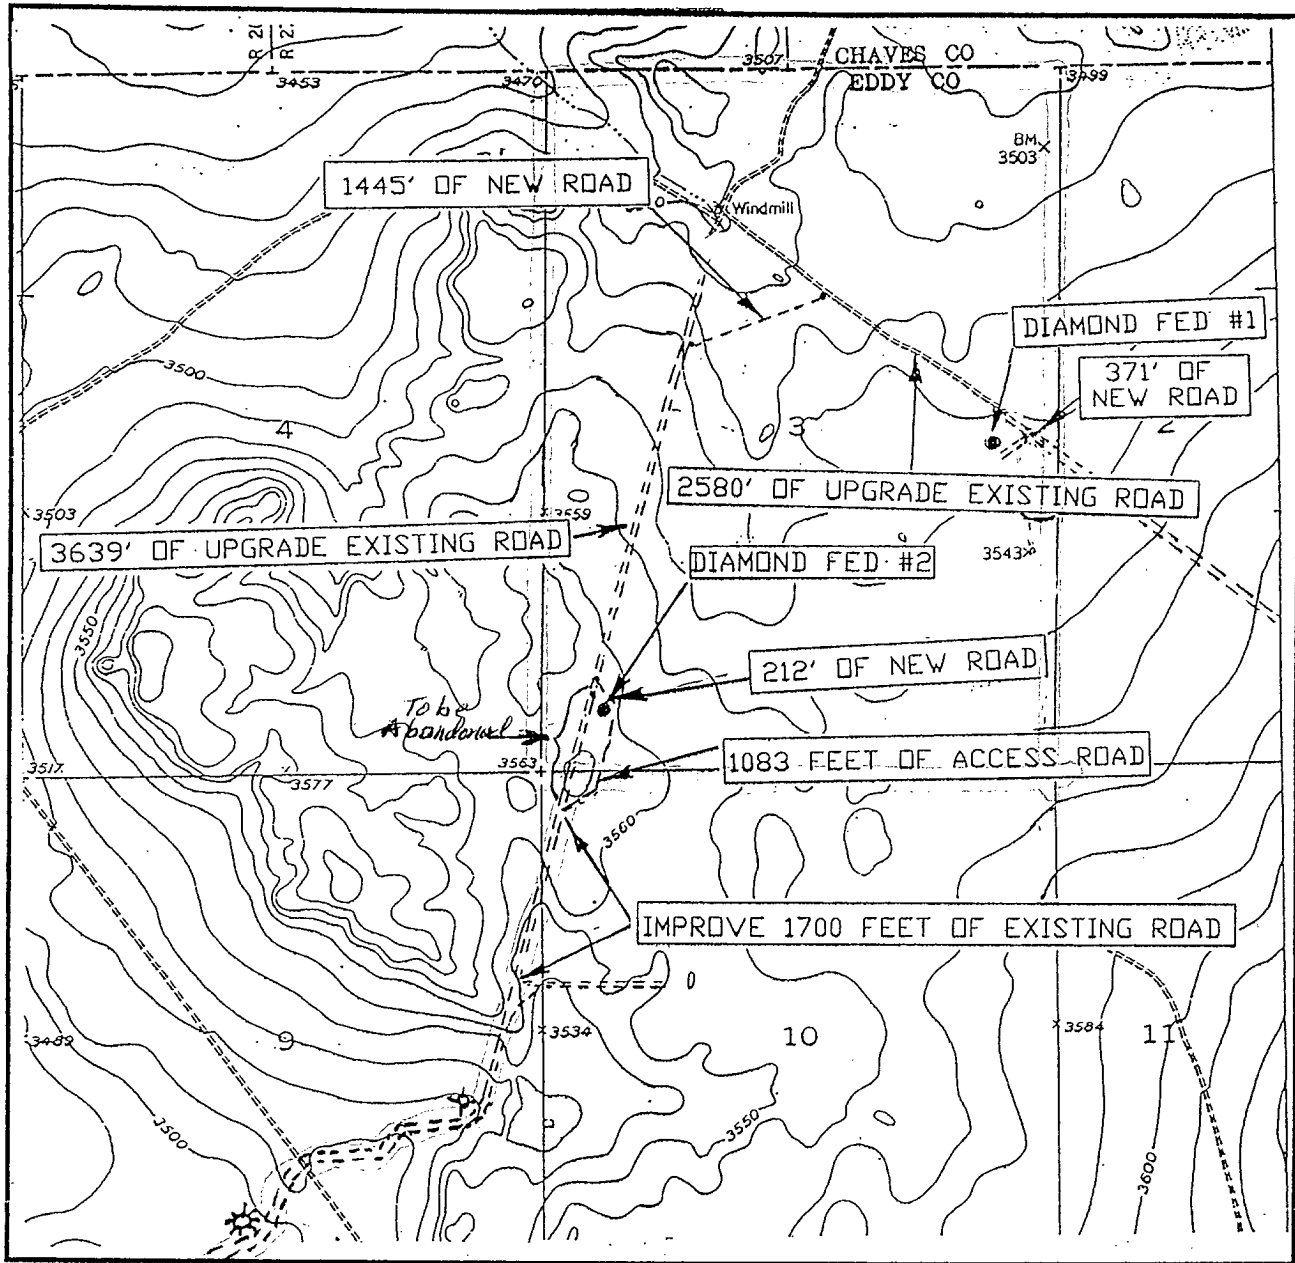 R 2
R 2
CHAVES CO
EDDY CO
3453
3470
3507
3499
BM
3503
1445' OF NEW ROAD
Windmill
DIAMOND FED #1
371' OF
NEW ROAD
3500
4
3
2
2580' OF UPGRADE EXISTING ROAD
3503
3559
3639' OF UPGRADE EXISTING ROAD
3543
DIAMOND FED #2
3550
212' OF NEW ROAD
To be
Abandoned
1083 FEET OF ACCESS ROAD
3517
3563
3577
3560
IMPROVE 1700 FEET OF EXISTING ROAD
0
3489
9
3534
10
3584
11
3500
3550
3600